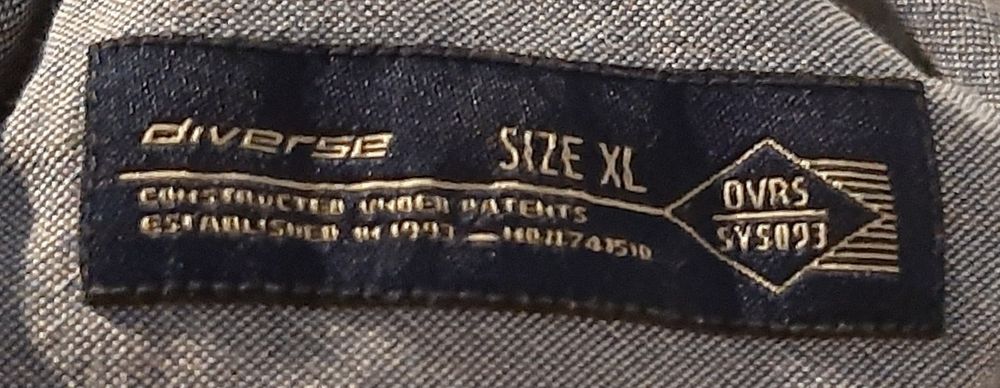 diverse
SIZE XL
CONSTRUCTED UNDER PATENTS
ESTABLISHED IN 1993 —
DVRS
SYS093